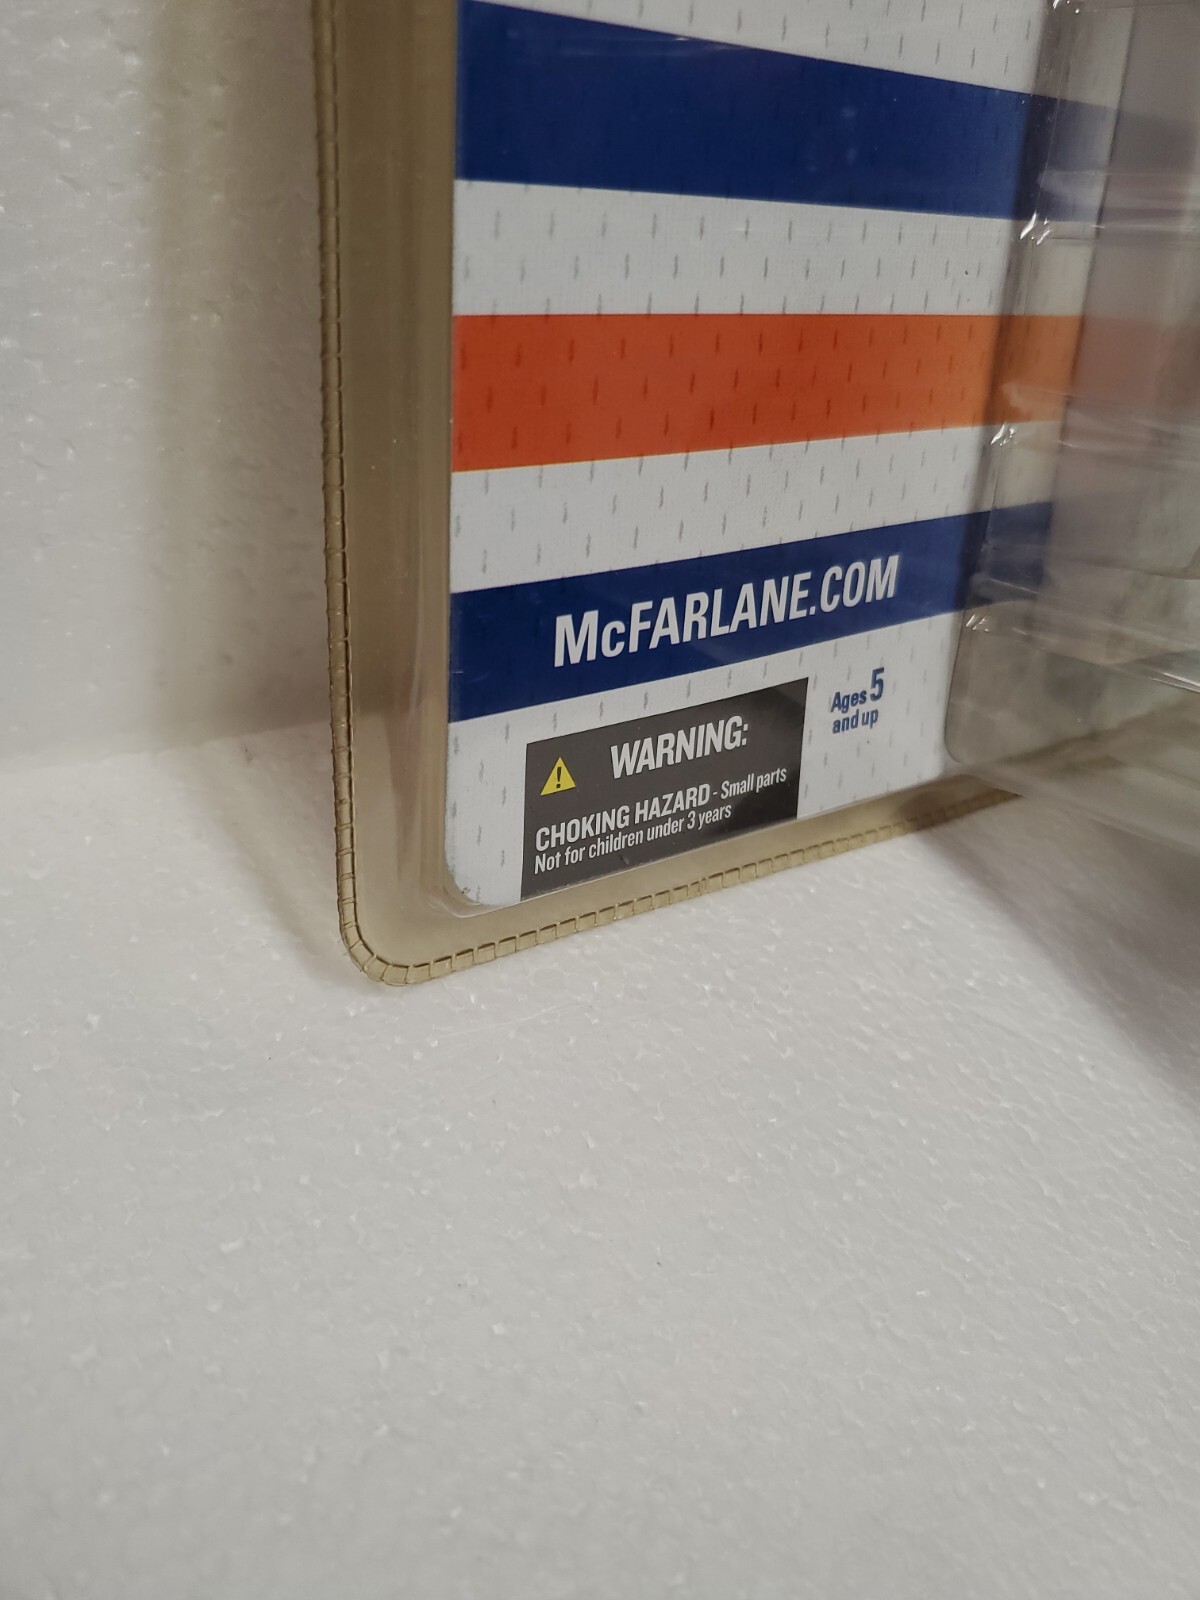 McFARLANE.COM
Ages 5
and up
WARNING:
CHOKING HAZARD - Small parts
Not for children under 3 years